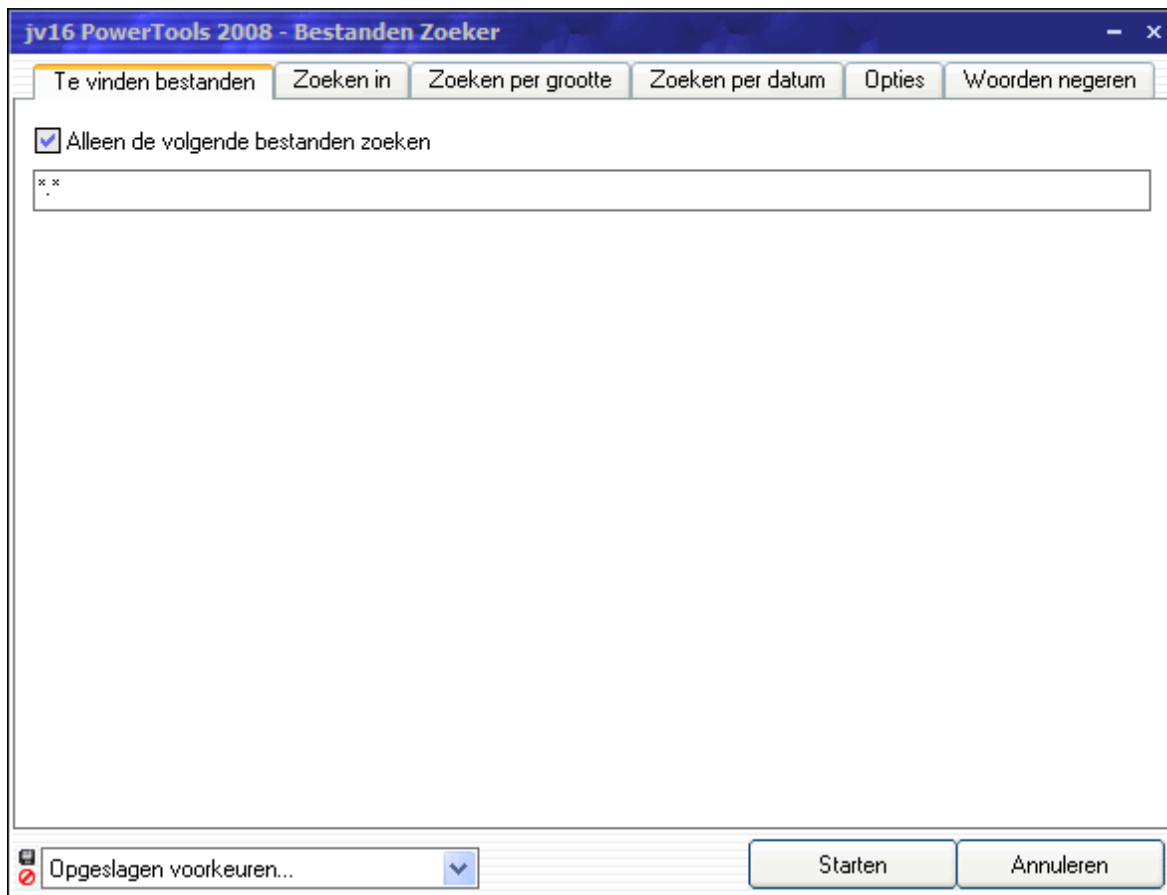 jv16 PowerTools 2008 - Bestanden Zoeker
Te vinden bestanden Zoeken in Zoeken per grootte Zoeken per datum Opties Woorden negeren
Alleen de volgende bestanden zoeken
*.*
Opgeslagen voorkeuren... Starten Annuleren